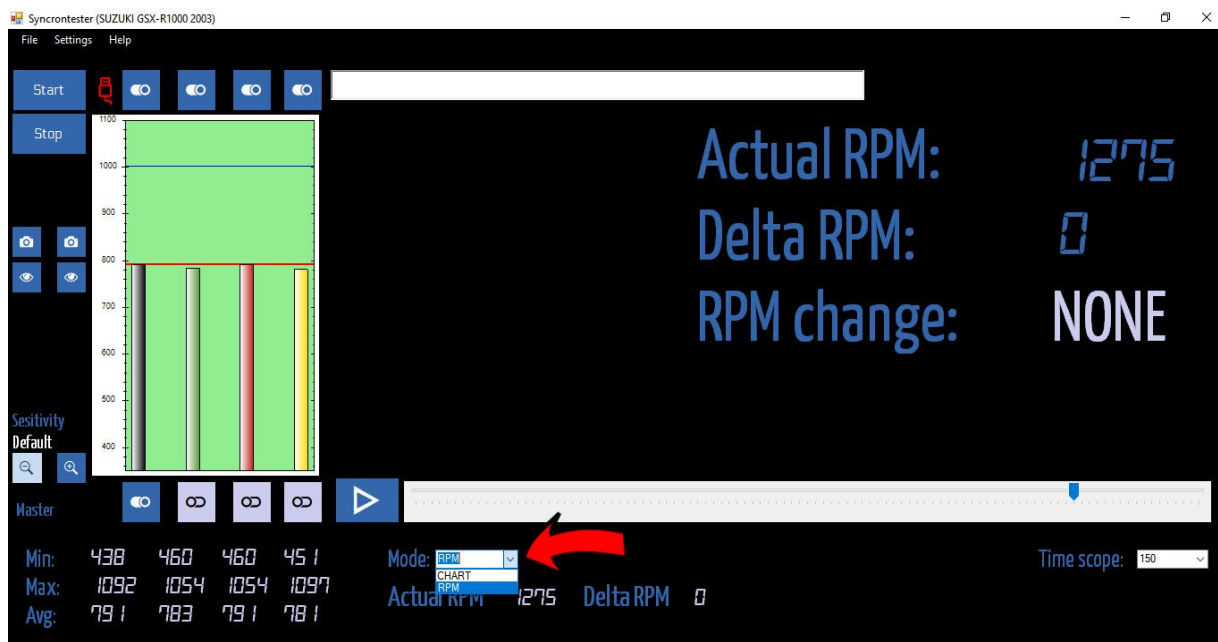 Syncrontester (SUZUKI GSX-R1000 2003)
File Settings Help
Start
Stop
1100
1000
900
800
700
600
500
400
Actual RPM: 1275
Delta RPM: 0
RPM change: NONE
Sesitivity
Default
Master
Min: 438 460 460 451
Max: 1092 1054 1054 1097
Avg: 791 783 791 781
Mode: RPM
CHART
RPM
Actual RPM 1275 Delta RPM 0
Time scope: 150